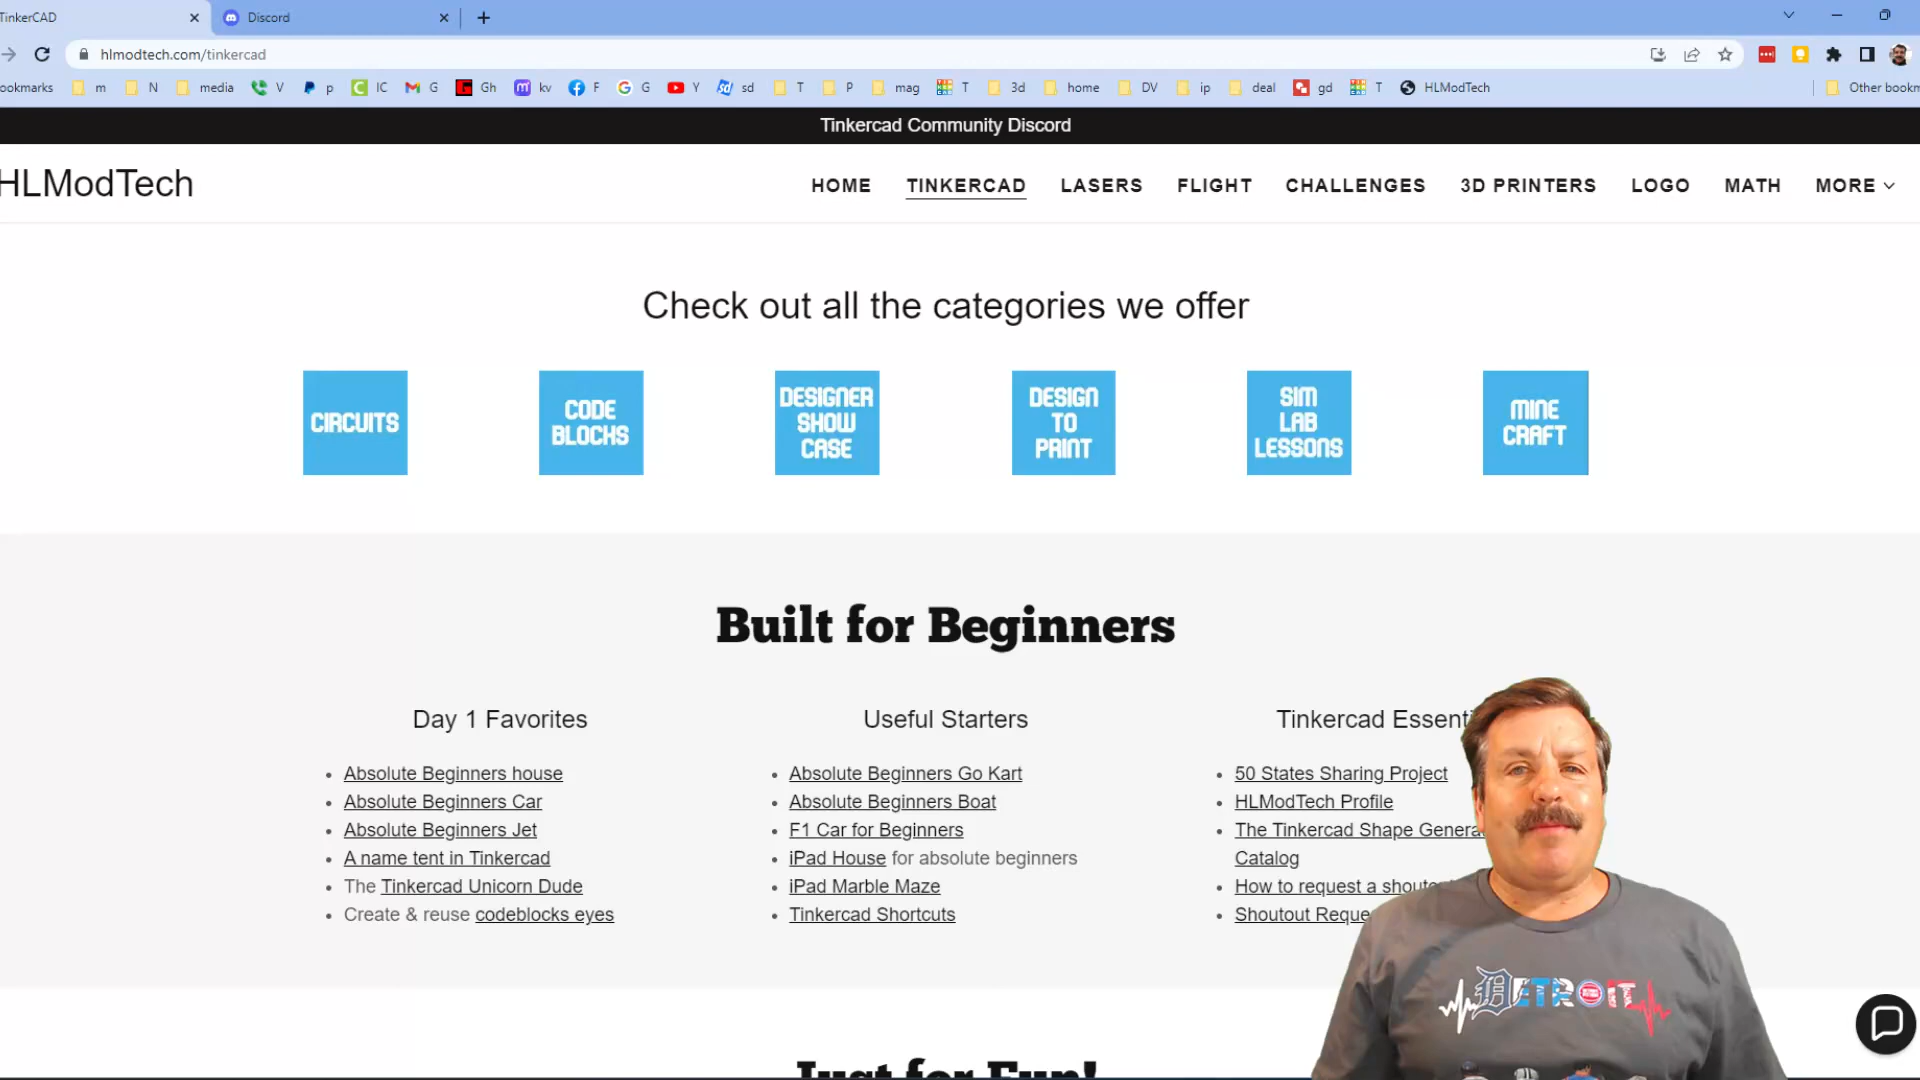 TinkerCAD
Discord
hlmodtech.com/tinkercad
ookmarks m N media V p IC G Gh kv F G Y sd T P mag T 3d home DV ip deal gd T HLModTech Other bookm
Tinkercad Community Discord
HLModTech
HOME TINKERCAD LASERS FLIGHT CHALLENGES 3D PRINTERS LOGO MATH MORE
Check out all the categories we offer
CIRCUITS
CODE
BLOCKS
DESIGNER
SHOW
CASE
DESIGN
TO
PRINT
SIM
LAB
LESSONS
MINE
CRAFT
Built for Beginners
Day 1 Favorites
Absolute Beginners house
Absolute Beginners Car
Absolute Beginners Jet
A name tent in Tinkercad
The Tinkercad Unicorn Dude
Create & reuse codeblocks eyes
Useful Starters
Absolute Beginners Go Kart
Absolute Beginners Boat
F1 Car for Beginners
iPad House for absolute beginners
iPad Marble Maze
Tinkercad Shortcuts
Tinkercad Essenti
50 States Sharing Project
HLModTech Profile
The Tinkercad Shape Genera
Catalog
How to request a shoutou
Shoutout Reque
DETROIT
Just for Fun!